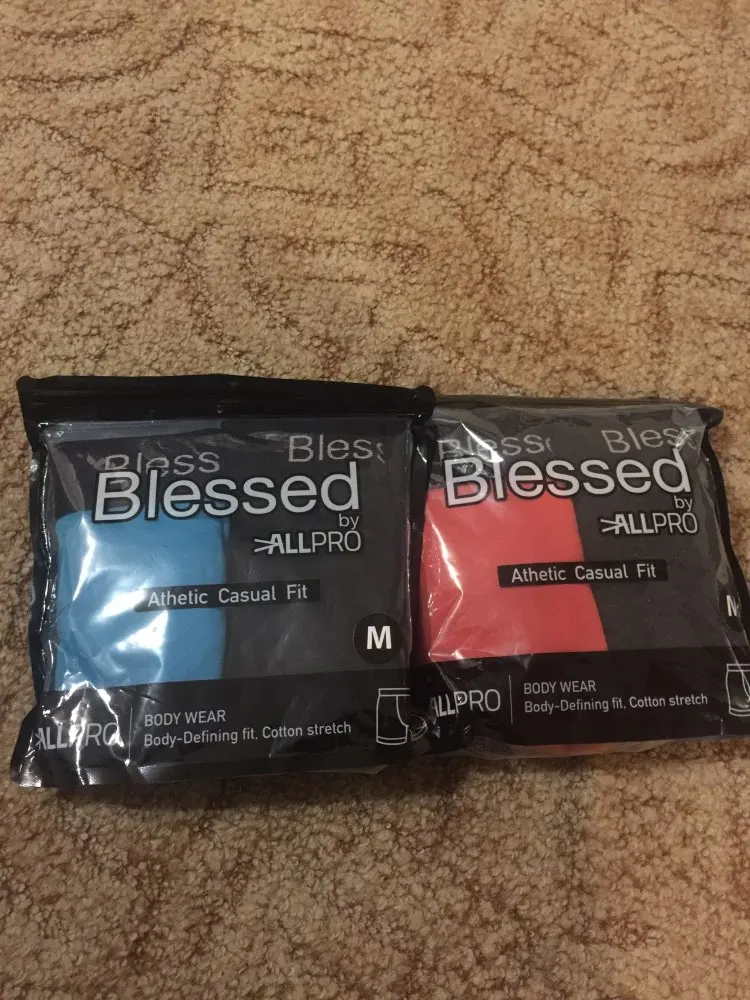 Bless
Bless
Blessed
by
ALLPRO
Athetic Casual Fit
M
ALLPRO
BODY WEAR
Body-Defining fit, Cotton stretch
Bless
Bles
Blessed
by
ALLPRO
Athetic Casual Fit
M
ALLPRO
BODY WEAR
Body-Defining fit, Cotton stretch